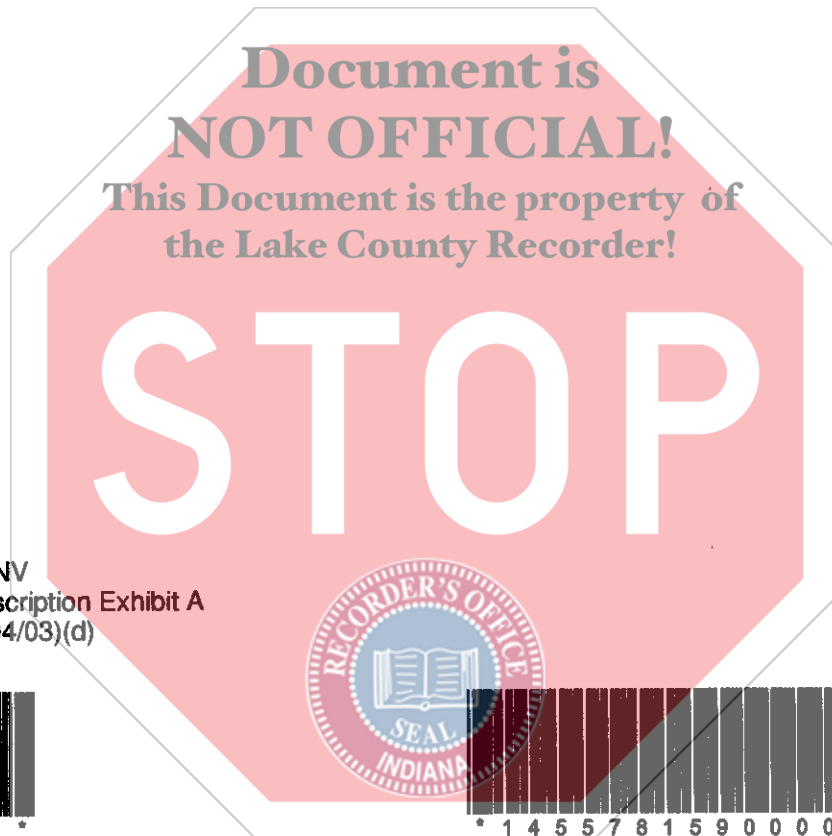 Document is
NOT OFFICIAL!
This Document is the property of
the Lake County Recorder!
STOP
NV
scription Exhibit A
4/03)(d)
RECORDER'S OFFICE
SEAL
INDIANA
*
* 1 4 5 5 7 8 1 5 9 0 0 0 0